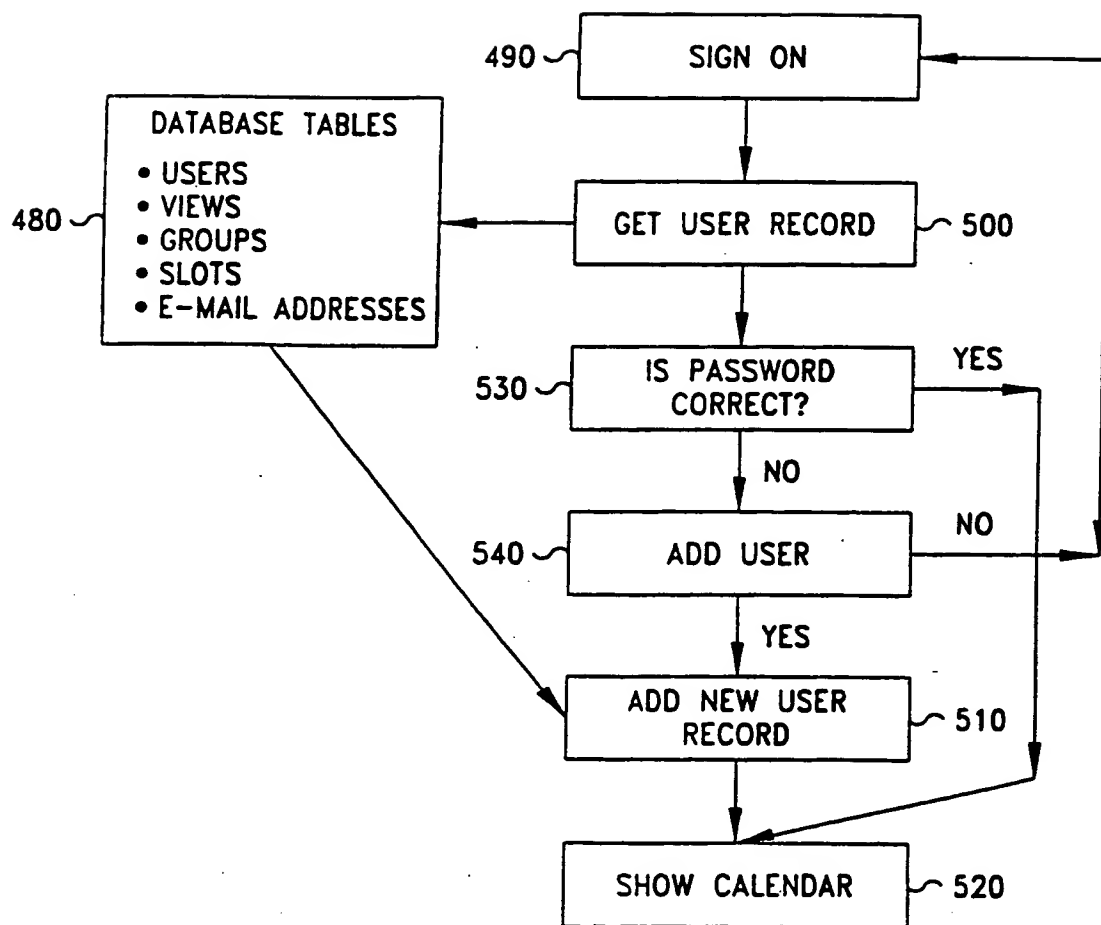 490
SIGN ON
DATABASE TABLES
• USERS
• VIEWS
• GROUPS
• SLOTS
• E-MAIL ADDRESSES
480
GET USER RECORD
500
530
IS PASSWORD
CORRECT?
YES
NO
540
ADD USER
NO
YES
ADD NEW USER
RECORD
510
SHOW CALENDAR
520